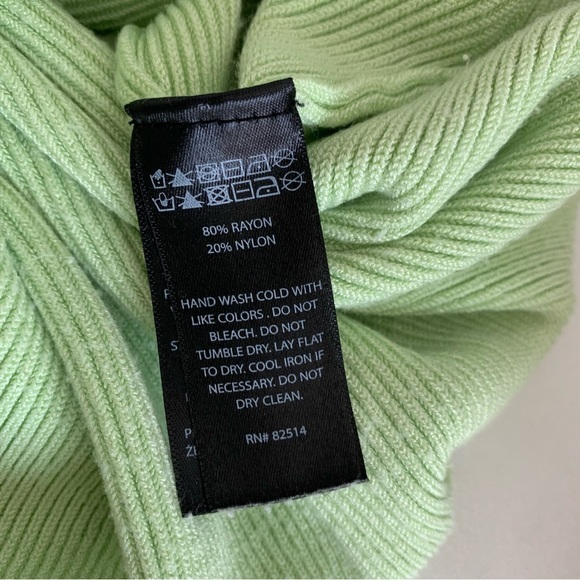 80% RAYON
20% NYLON
HAND WASH COLD WITH
LIKE COLORS . DO NOT
BLEACH. DO NOT
TUMBLE DRY. LAY FLAT
TO DRY. COOL IRON IF
NECESSARY. DO NOT
DRY CLEAN.
RN# 82514